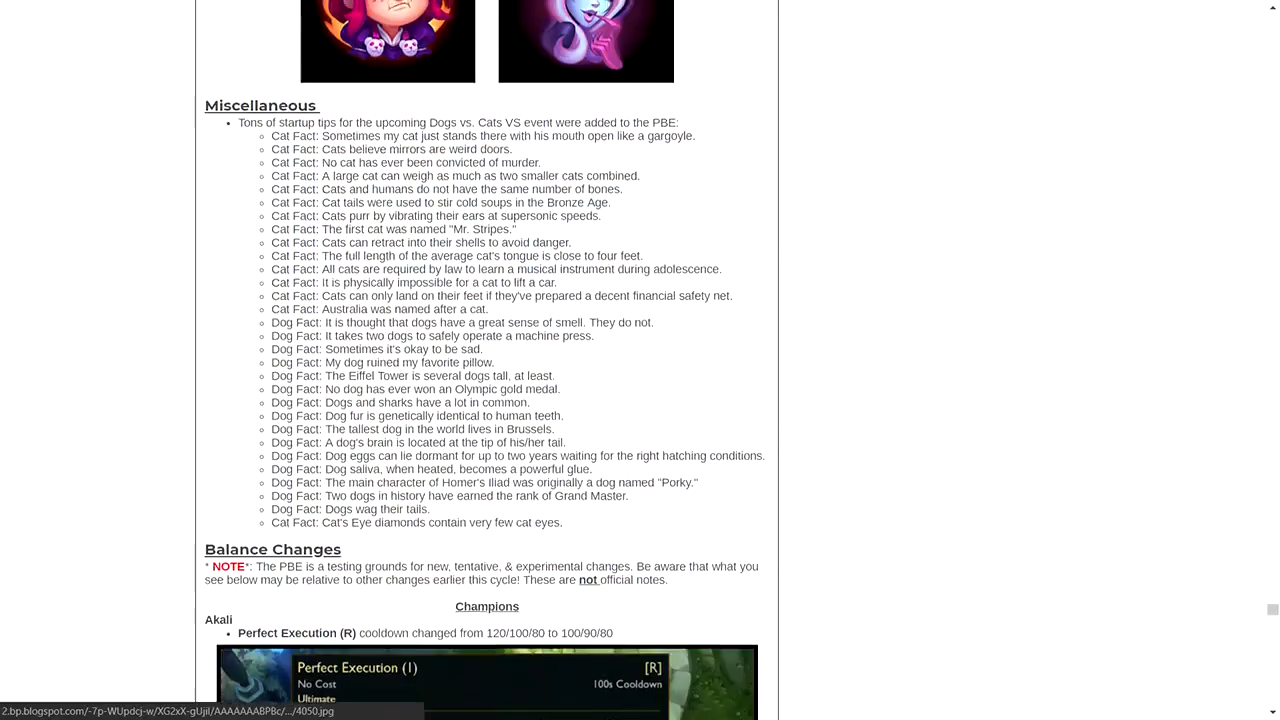 Miscellaneous
Tons of startup tips for the upcoming Dogs vs. Cats VS event were added to the PBE:
Cat Fact: Sometimes my cat just stands there with his mouth open like a gargoyle.
Cat Fact: Cats believe mirrors are weird doors.
Cat Fact: No cat has ever been convicted of murder.
Cat Fact: A large cat can weigh as much as two smaller cats combined.
Cat Fact: Cats and humans do not have the same number of bones.
Cat Fact: Cat tails were used to stir cold soups in the Bronze Age.
Cat Fact: Cats purr by vibrating their ears at supersonic speeds.
Cat Fact: The first cat was named "Mr. Stripes."
Cat Fact: Cats can retract into their shells to avoid danger.
Cat Fact: The full length of the average cat's tongue is close to four feet.
Cat Fact: All cats are required by law to learn a musical instrument during adolescence.
Cat Fact: It is physically impossible for a cat to lift a car.
Cat Fact: Cats can only land on their feet if they've prepared a decent financial safety net.
Cat Fact: Australia was named after a cat.
Dog Fact: It is thought that dogs have a great sense of smell. They do not.
Dog Fact: It takes two dogs to safely operate a machine press.
Dog Fact: Sometimes it's okay to be sad.
Dog Fact: My dog ruined my favorite pillow.
Dog Fact: The Eiffel Tower is several dogs tall, at least.
Dog Fact: No dog has ever won an Olympic gold medal.
Dog Fact: Dogs and sharks have a lot in common.
Dog Fact: Dog fur is genetically identical to human teeth.
Dog Fact: The tallest dog in the world lives in Brussels.
Dog Fact: A dog's brain is located at the tip of his/her tail.
Dog Fact: Dog eggs can lie dormant for up to two years waiting for the right hatching conditions.
Dog Fact: Dog saliva, when heated, becomes a powerful glue.
Dog Fact: The main character of Homer's Iliad was originally a dog named "Porky."
Dog Fact: Two dogs in history have earned the rank of Grand Master.
Dog Fact: Dogs wag their tails.
Cat Fact: Cat's Eye diamonds contain very few cat eyes.
Balance Changes
* NOTE*: The PBE is a testing grounds for new, tentative, & experimental changes. Be aware that what you
see below may be relative to other changes earlier this cycle! These are not official notes.
Champions
Akali
Perfect Execution (R) cooldown changed from 120/100/80 to 100/90/80
Perfect Execution (1) [R]
No Cost 100s Cooldown
Ultimate
2.bp.blogspot.com/-7p-WUpdcj-w/XG2xX-gUjiI/AAAAAAABPBc/.../4050.jpg